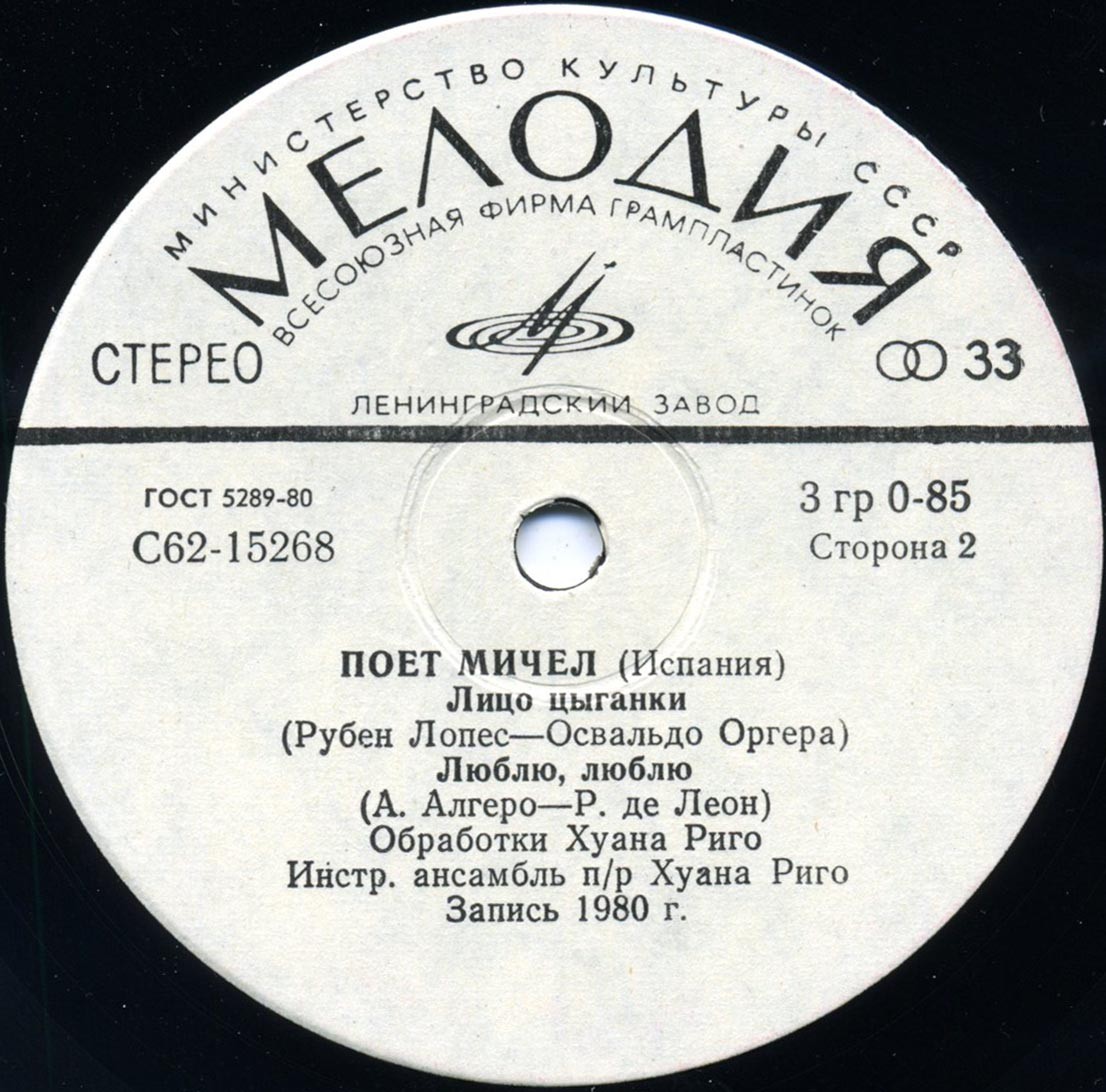 МИНИСТЕРСТВО КУЛЬТУРЫ СССР
МЕЛОДИЯ
ВСЕСОЮЗНАЯ ФИРМА ГРАМПЛАСТИНОК
СТЕРЕО
33
ЛЕНИНГРАДСКИЙ ЗАВОД
ГОСТ 5289-80
3 гр 0-85
С62-15268
Сторона 2
ПОЕТ МИЧЕЛ (Испания)
Лицо цыганки
(Рубен Лопес—Освальдо Оргера)
Люблю, люблю
(А. Алгеро—Р. де Леон)
Обработки Хуана Риго
Инстр. ансамбль п/р Хуана Риго
Запись 1980 г.